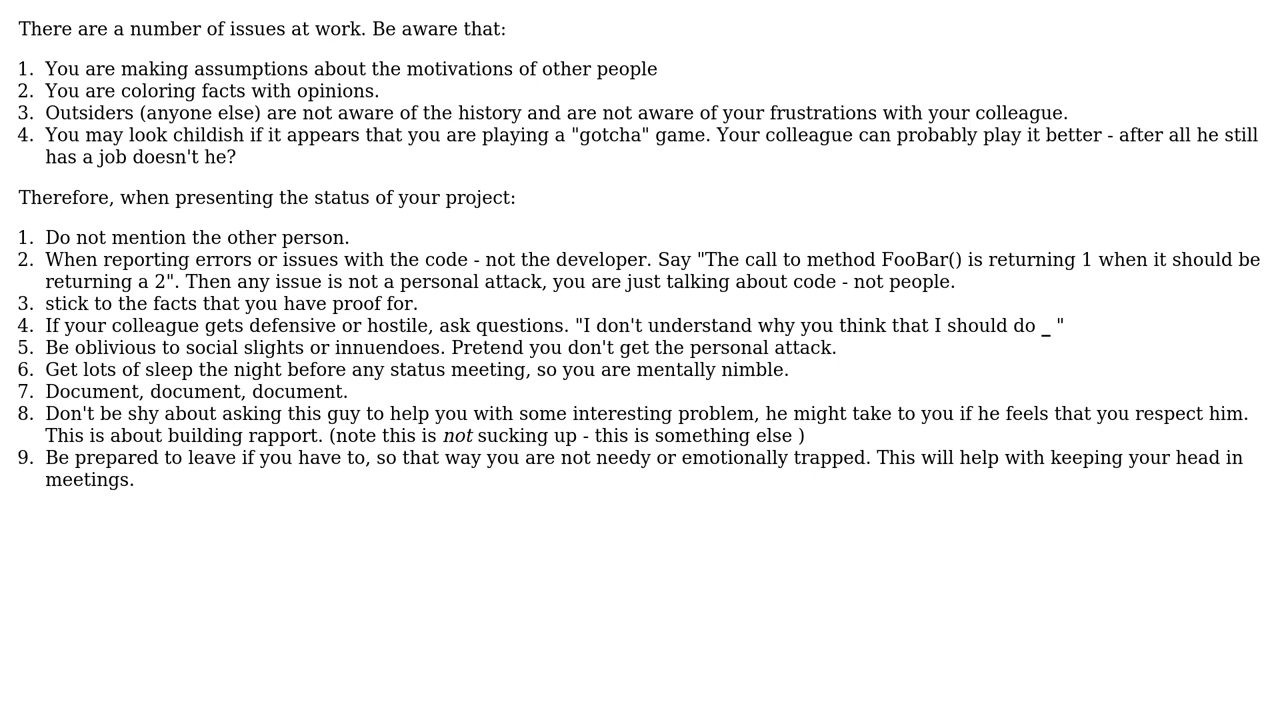 There are a number of issues at work. Be aware that:
1. You are making assumptions about the motivations of other people
2. You are coloring facts with opinions.
3. Outsiders (anyone else) are not aware of the history and are not aware of your frustrations with your colleague.
4. You may look childish if it appears that you are playing a "gotcha" game. Your colleague can probably play it better - after all he still
has a job doesn't he?
Therefore, when presenting the status of your project:
1. Do not mention the other person.
2. When reporting errors or issues with the code - not the developer. Say "The call to method FooBar() is returning 1 when it should be
returning a 2". Then any issue is not a personal attack, you are just talking about code - not people.
3. stick to the facts that you have proof for.
4. If your colleague gets defensive or hostile, ask questions. "I don't understand why you think that I should do _ "
5. Be oblivious to social slights or innuendoes. Pretend you don't get the personal attack.
6. Get lots of sleep the night before any status meeting, so you are mentally nimble.
7. Document, document, document.
8. Don't be shy about asking this guy to help you with some interesting problem, he might take to you if he feels that you respect him.
This is about building rapport. (note this is not sucking up - this is something else )
9. Be prepared to leave if you have to, so that way you are not needy or emotionally trapped. This will help with keeping your head in
meetings.